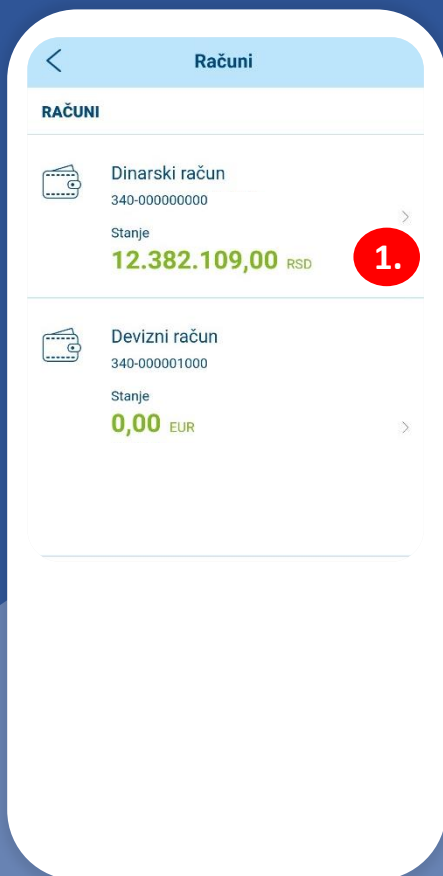 Računi
RAČUNI
Dinarski račun
340-000000000
Stanje
12.382.109,00 RSD
1.
Devizni račun
340-000001000
Stanje
0,00 EUR